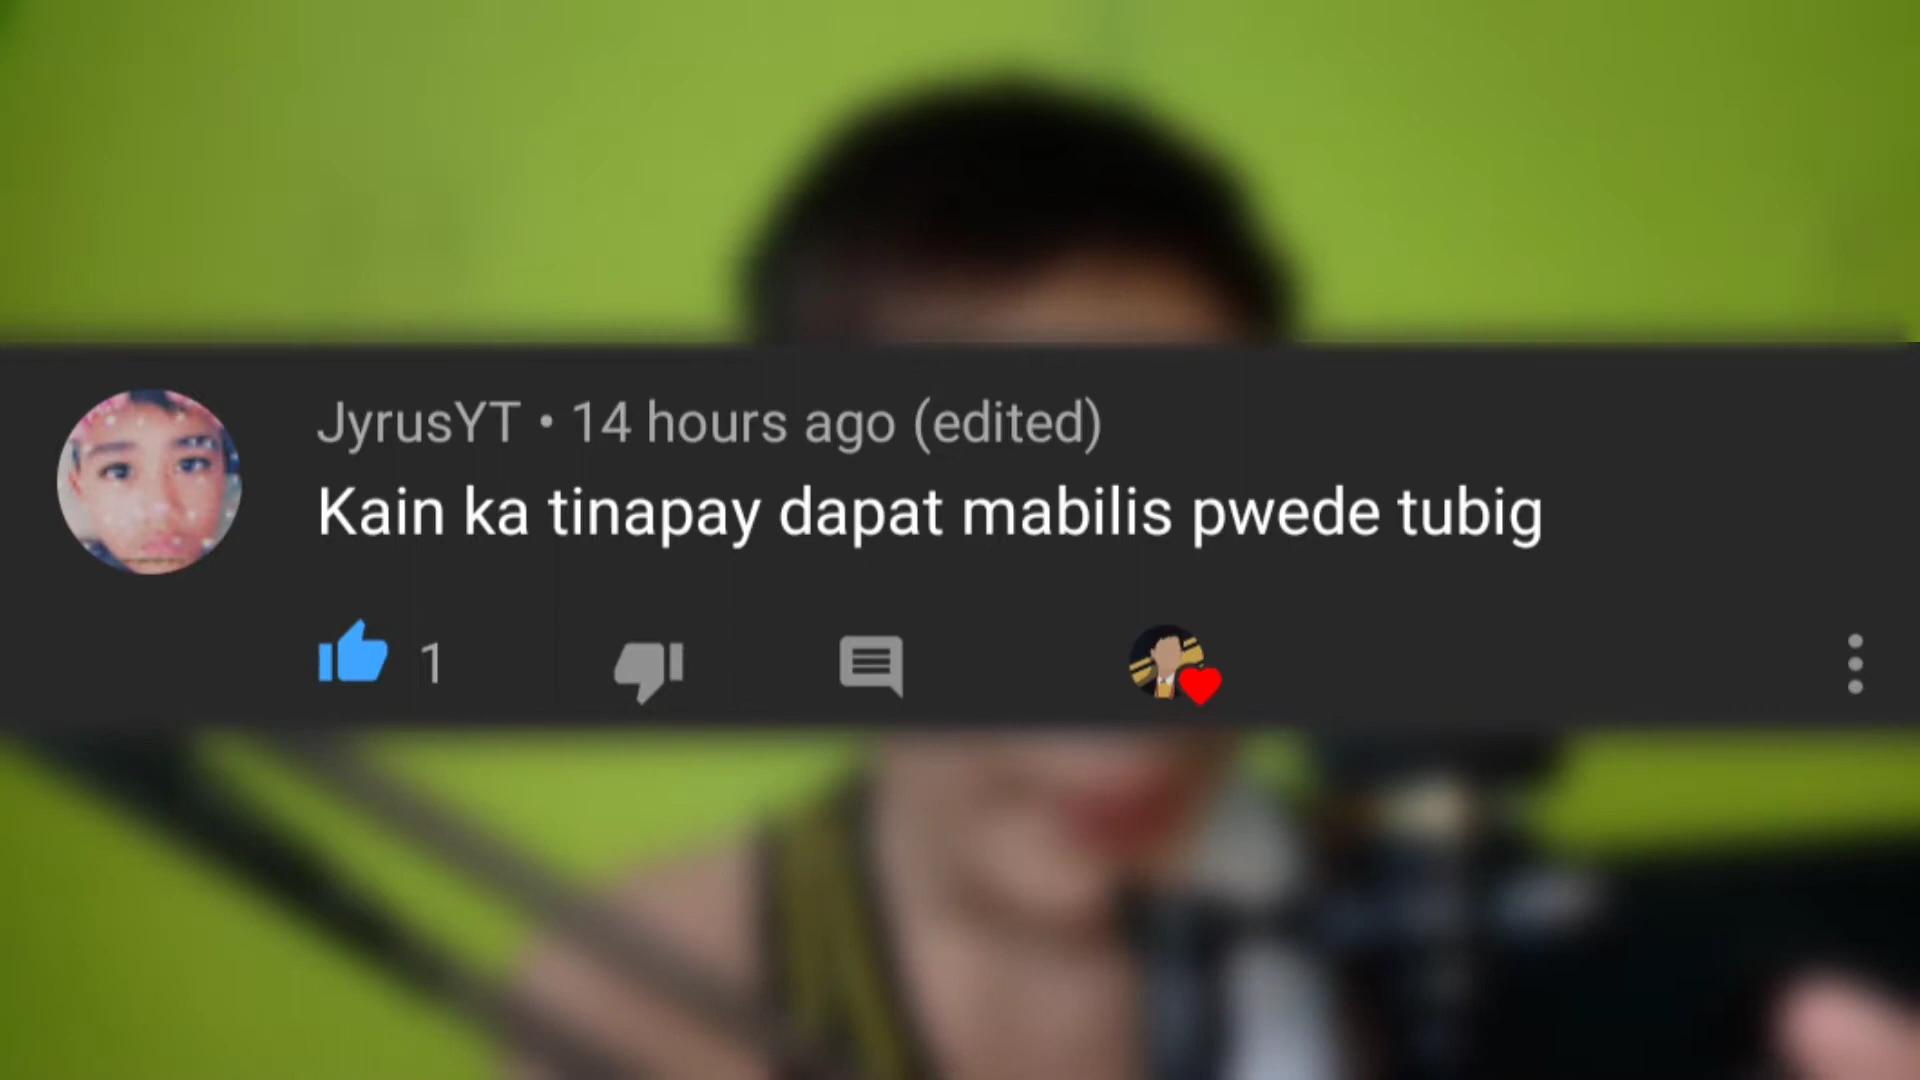 JyrusYT • 14 hours ago (edited)
Kain ka tinapay dapat mabilis pwede tubig
1